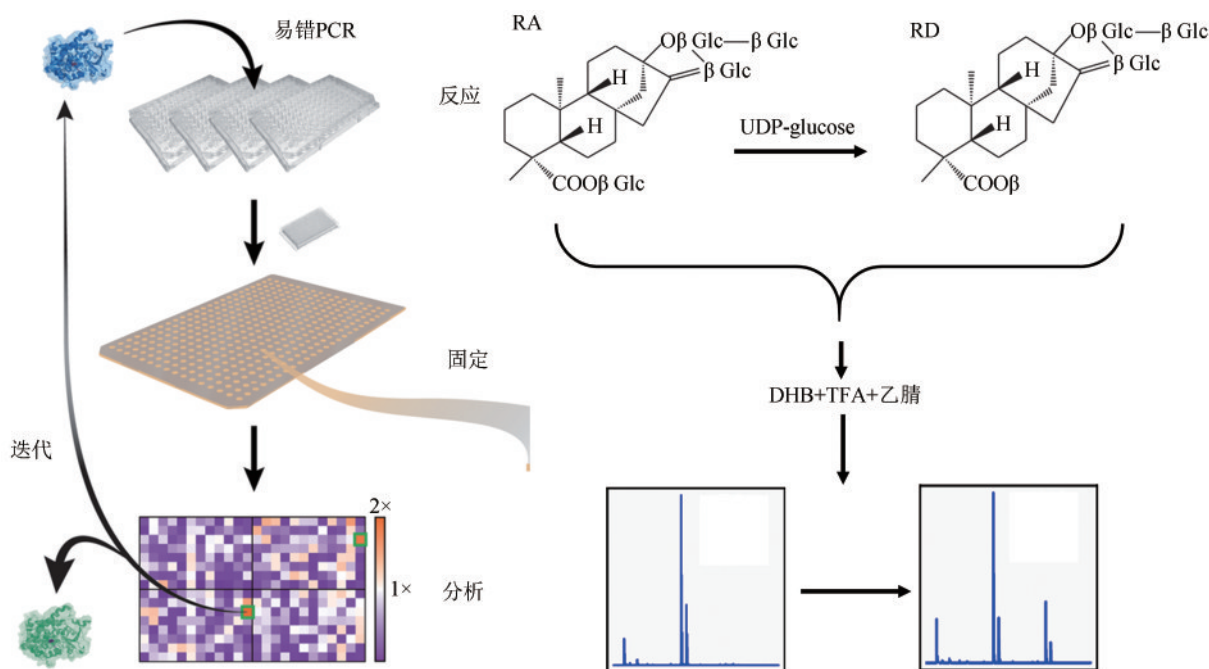 易错PCR
反应
固定
迭代
2×
1×
分析
RA
Oβ Glc—β Glc
β Glc
H
H
COOβ Glc
UDP-glucose
RD
Oβ Glc—β Glc
β Glc
H
H
COOβ
DHB+TFA+乙腈